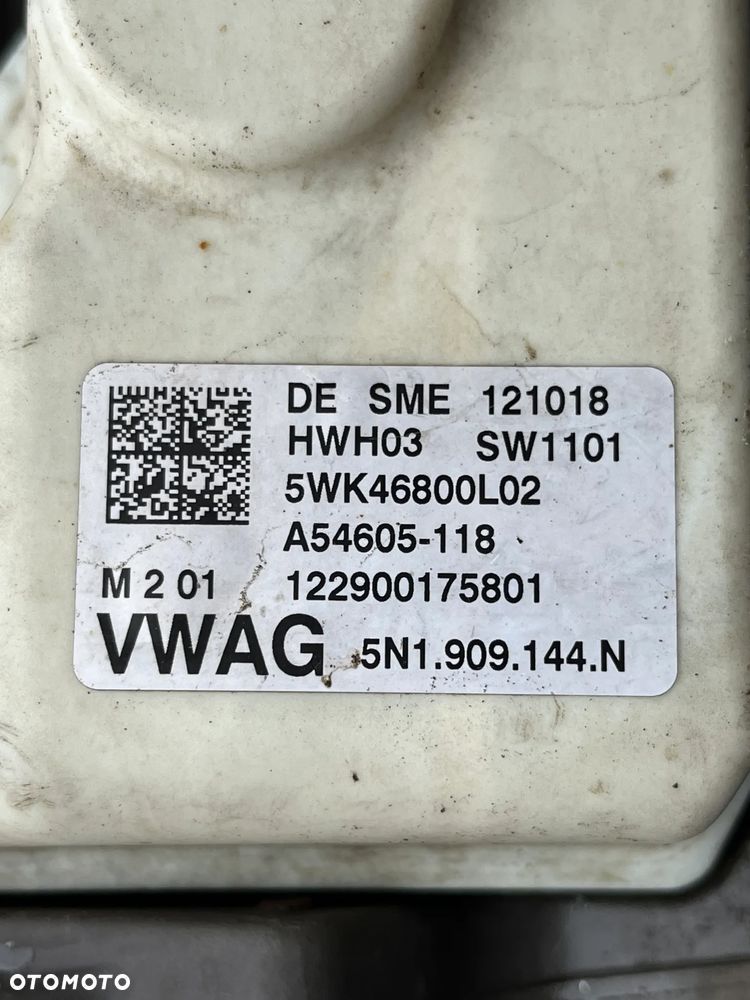 DE SME 121018
HWH03 SW1101
5WK46800L02
A54605-118
M 2 01 122900175801
VWAG 5N1.909.144.N
OTOMOTO